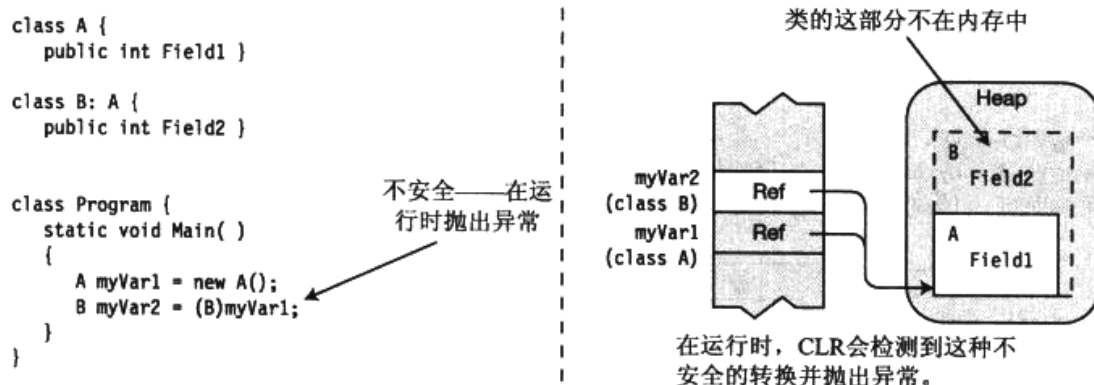 class A {
public int Field1 }
class B: A {
public int Field2 }
class Program {
static void Main( )
{
A myVar1 = new A();
B myVar2 = (B)myVar1;
}
}
不安全——在运
行时抛出异常
类的这部分不在内存中
Heap
B
Field2
myVar2
(class B)
Ref
myVar1
(class A)
Ref
A
Field1
在运行时，CLR会检测到这种不
安全的转换并抛出异常。